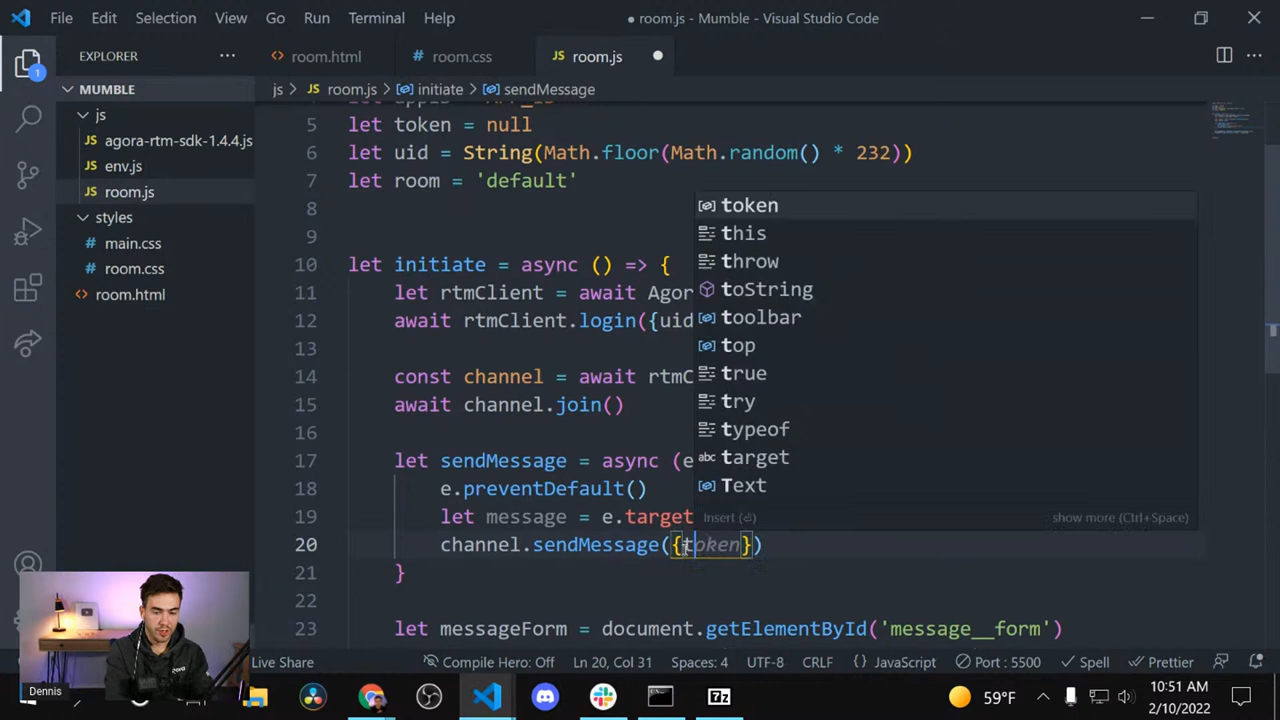 File Edit Selection View Go Run Terminal Help
● room.js - Mumble - Visual Studio Code
EXPLORER
room.html
room.css
JS room.js
MUMBLE
js > JS room.js > initiate > sendMessage
js
JS agora-rtm-sdk-1.4.4.js
JS env.js
JS room.js
styles
main.css
room.css
room.html
5 let token = null
6 let uid = String(Math.floor(Math.random() * 232))
7 let room = 'default'
8
9
10 let initiate = async () => {
11 let rtmClient = await Agor
12 await rtmClient.login({uid
13
14 const channel = await rtmC
15 await channel.join()
16
17 let sendMessage = async (e
18 e.preventDefault()
19 let message = e.target
20 channel.sendMessage({token})
21 }
22
23 let messageForm = document.getElementById('message__form')
token
this
throw
toString
toolbar
top
true
try
typeof
abc target
Text
Insert (⏎) show more (Ctrl+Space)
1
Live Share
Compile Hero: Off
Ln 20, Col 31
Spaces: 4
UTF-8
CRLF
{} JavaScript
Port : 5500
Spell
Prettier
Dennis
7z
59°F
10:51 AM
2/10/2022